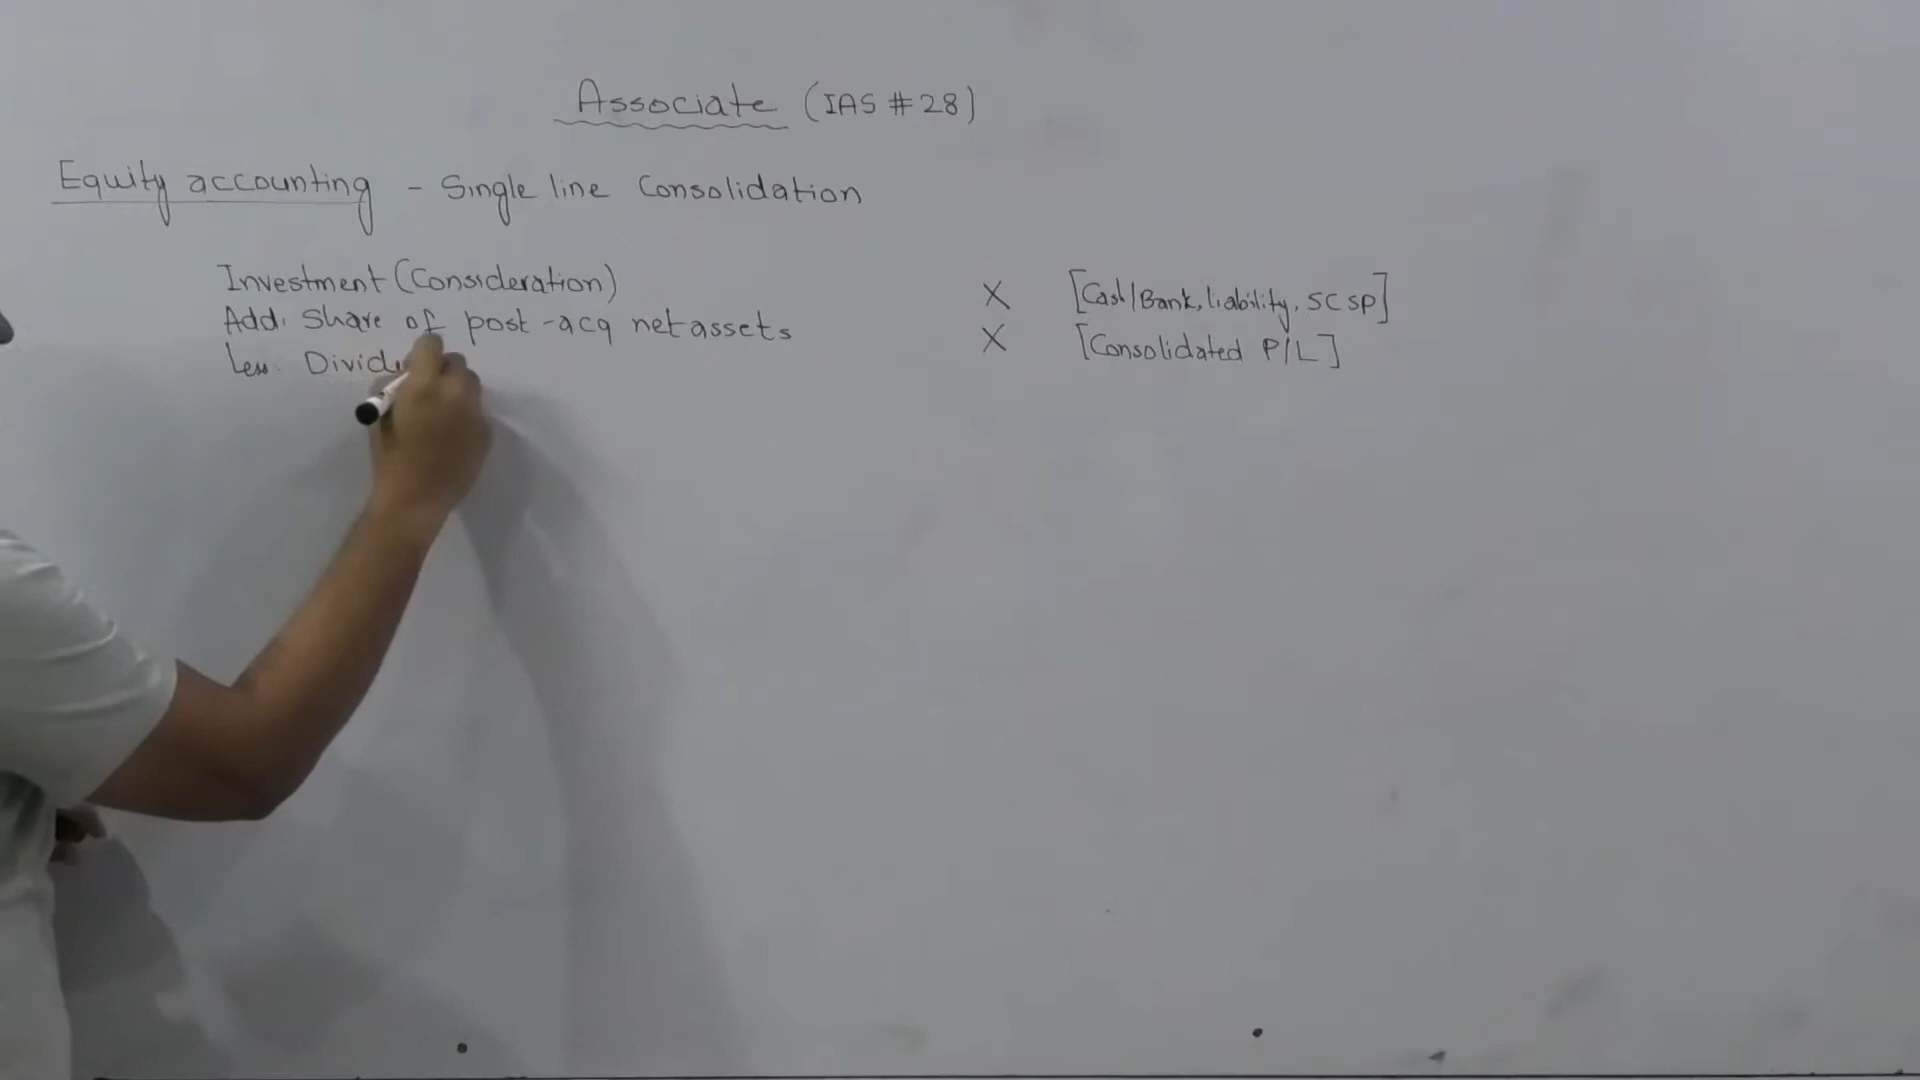 Associate (IAS #28)
Equity accounting - Single line Consolidation
Investment (Consideration) X [Cash/Bank, liability, SCSP]
Add: Share of post-acq net assets X [Consolidated P/L]
Less: Divid